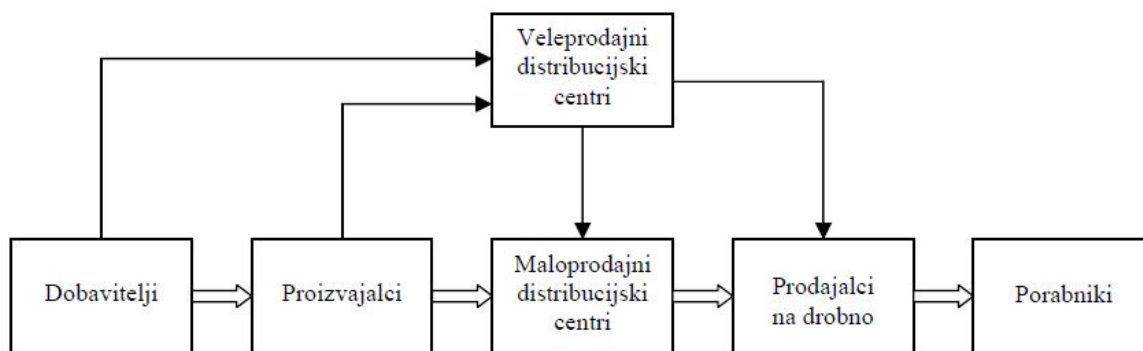 Veleprodajni
distribucijski
centri
Dobavitelji
Proizvajalci
Maloprodajni
distribucijski
centri
Prodajalci
na drobno
Porabniki